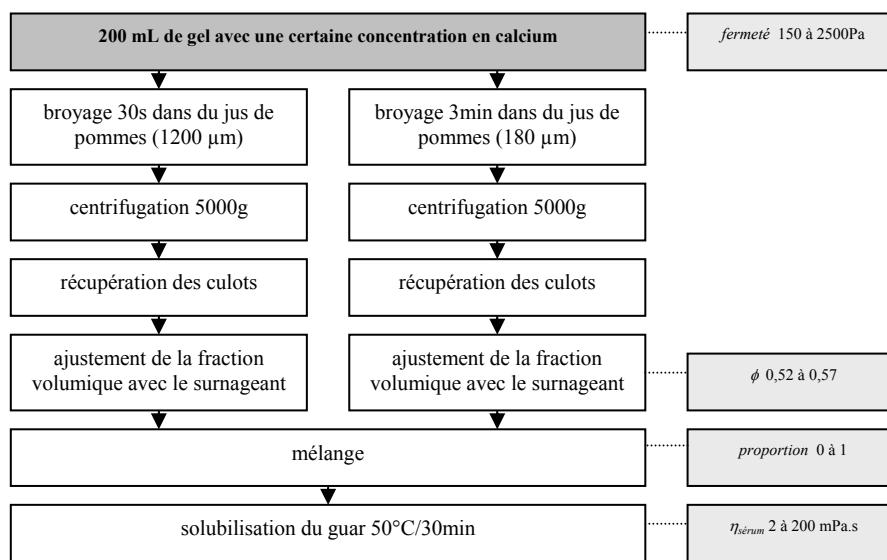 200 mL de gel avec une certaine concentration en calcium
fermeté 150 à 2500Pa
broyage 30s dans du jus de
pommes (1200 µm)
broyage 3min dans du jus de
pommes (180 µm)
centrifugation 5000g
centrifugation 5000g
récupération des culots
récupération des culots
ajustement de la fraction
volumique avec le surnageant
ajustement de la fraction
volumique avec le surnageant
ϕ 0,52 à 0,57
mélange
proportion 0 à 1
solubilisation du guar 50°C/30min
ηsérum 2 à 200 mPa.s